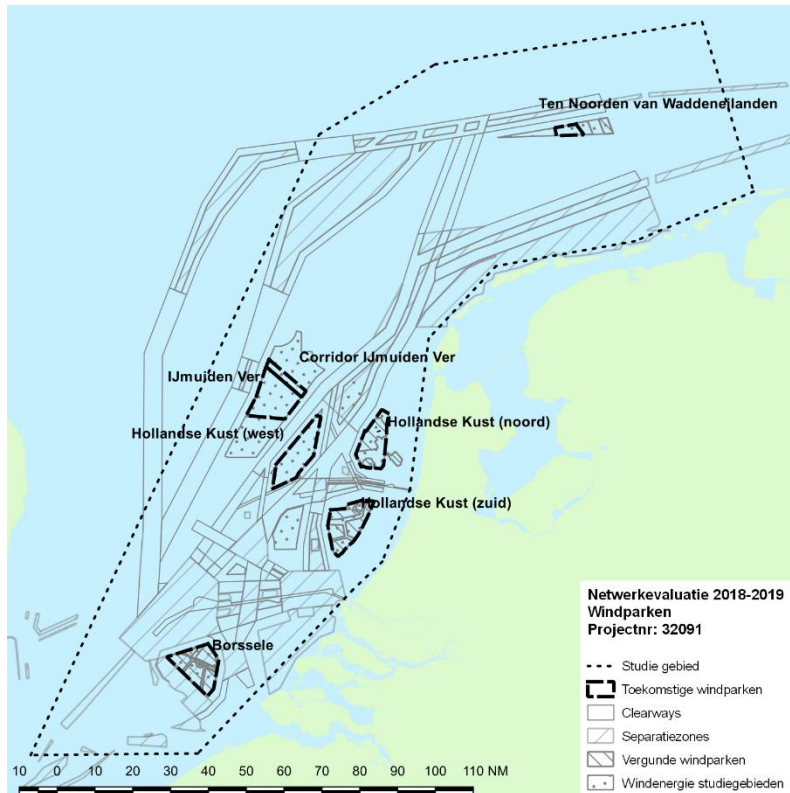 Ten Noorden van Waddeneilanden
Corridor IJmuiden Ver
IJmuiden Ver
Hollandse Kust (west)
Hollandse Kust (noord)
Hollandse Kust (zuid)
Borssele
Netwerkevaluatie 2018-2019
Windparken
Projectnr: 32091
Studie gebied
Toekomstige windparken
Clearways
Separatiezones
Vergunde windparken
Windenergie studiegebieden
10 0 10 20 30 40 50 60 70 80 90 100 110 NM